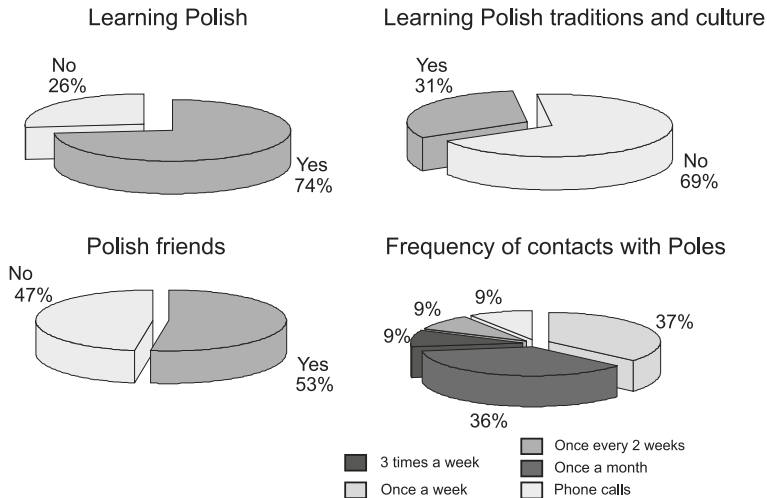 Learning Polish
No
26%
Yes
74%
Learning Polish traditions and culture
Yes
31%
No
69%
Polish friends
No
47%
Yes
53%
Frequency of contacts with Poles
9%
9%
9%
37%
36%
3 times a week
Once a week
Once every 2 weeks
Once a month
Phone calls